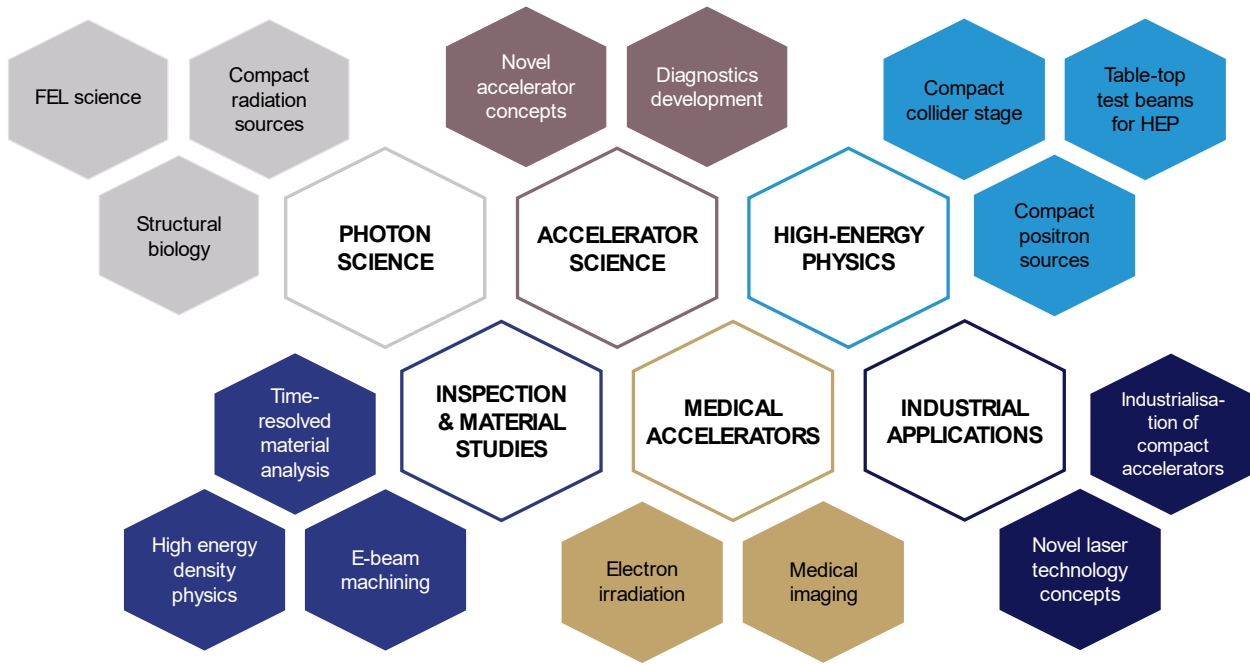 FEL science
Compact
radiation
sources
Structural
biology
PHOTON
SCIENCE
Novel
accelerator
concepts
Diagnostics
development
ACCELERATOR
SCIENCE
Compact
collider stage
Table-top
test beams
for HEP
Compact
positron
sources
HIGH-ENERGY
PHYSICS
Time-
resolved
material
analysis
High energy
density
physics
E-beam
machining
INSPECTION
& MATERIAL
STUDIES
MEDICAL
ACCELERATORS
Electron
irradiation
Medical
imaging
INDUSTRIAL
APPLICATIONS
Industrialisa-
tion of
compact
accelerators
Novel laser
technology
concepts